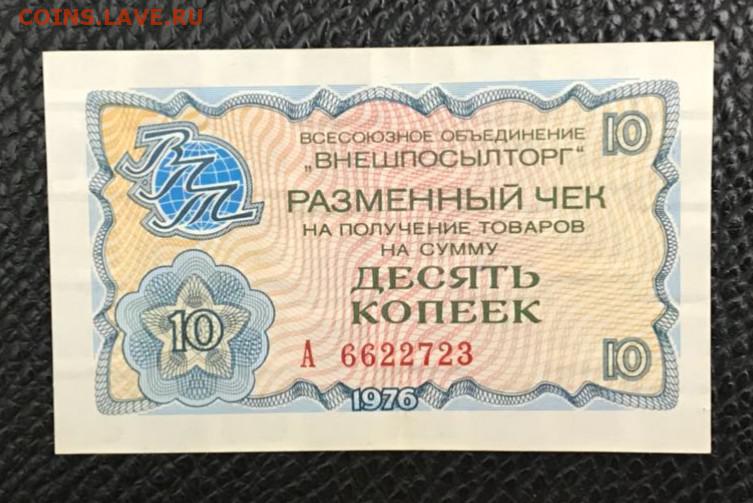 COINS.LAVE.RU
ВПТ
ВСЕСОЮЗНОЕ ОБЪЕДИНЕНИЕ
„ВНЕШПОСЫЛТОРГ"
10
РАЗМЕННЫЙ ЧЕК
НА ПОЛУЧЕНИЕ ТОВАРОВ
НА СУММУ
ДЕСЯТЬ
КОПЕЕК
10
А 6622723
10
1976